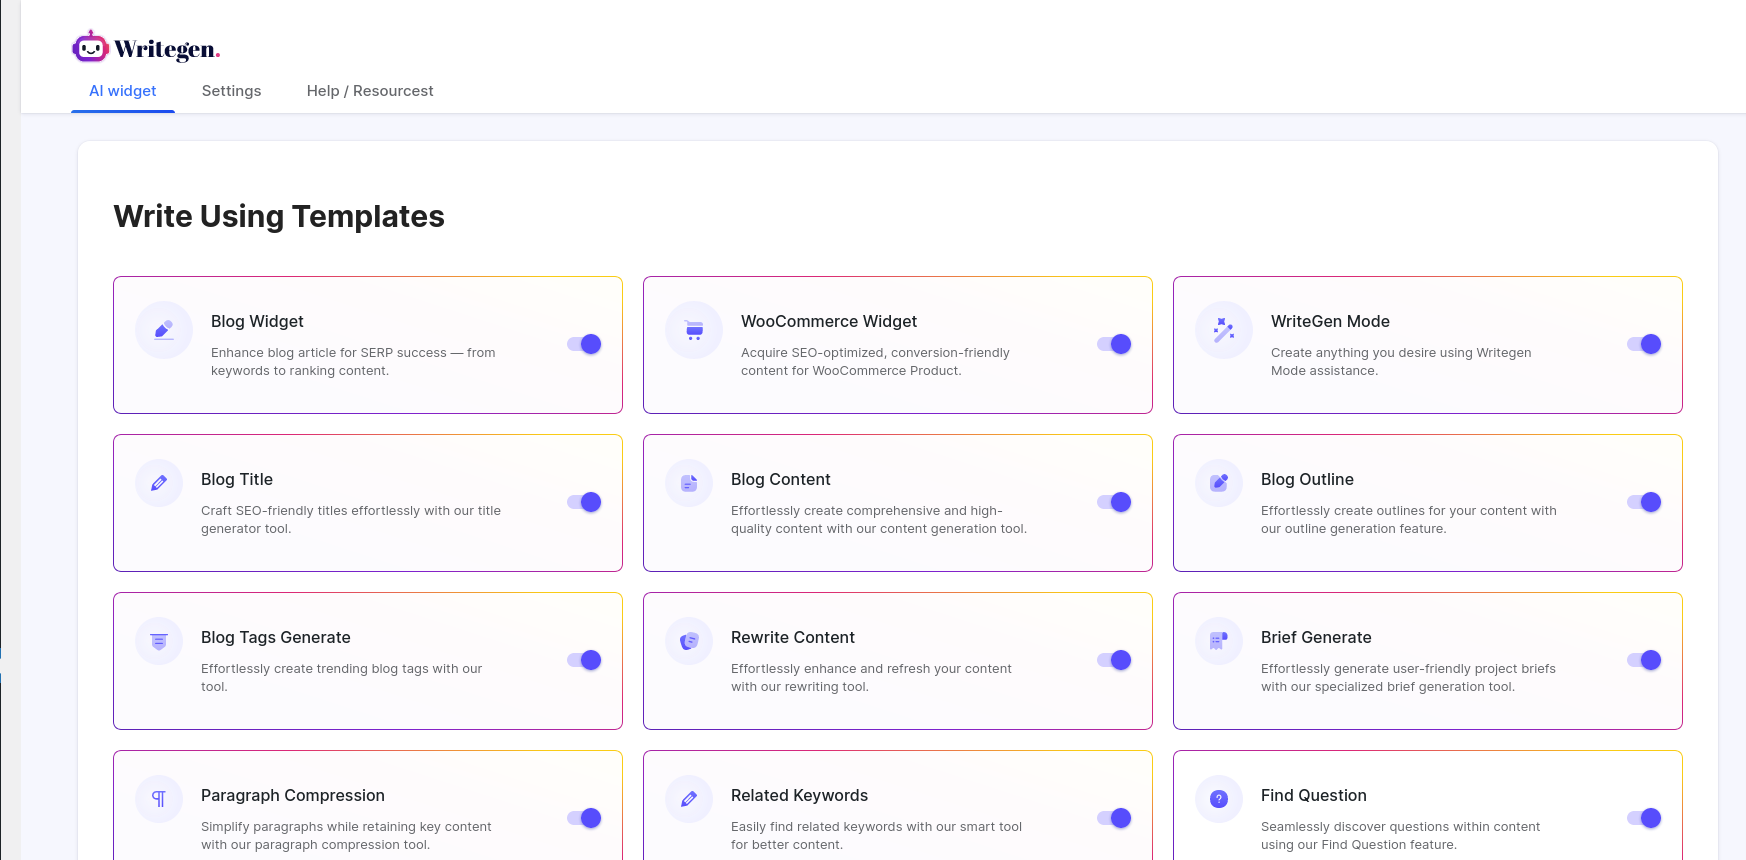 Writegen.
AI widget
Settings
Help / Resourcest
Write Using Templates
Blog Widget
Enhance blog article for SERP success — from
keywords to ranking content.
WooCommerce Widget
Acquire SEO-optimized, conversion-friendly
content for WooCommerce Product.
WriteGen Mode
Create anything you desire using Writegen
Mode assistance.
Blog Title
Craft SEO-friendly titles effortlessly with our title
generator tool.
Blog Content
Effortlessly create comprehensive and high-
quality content with our content generation tool.
Blog Outline
Effortlessly create outlines for your content with
our outline generation feature.
Blog Tags Generate
Effortlessly create trending blog tags with our
tool.
Rewrite Content
Effortlessly enhance and refresh your content
with our rewriting tool.
Brief Generate
Effortlessly generate user-friendly project briefs
with our specialized brief generation tool.
Paragraph Compression
Simplify paragraphs while retaining key content
with our paragraph compression tool.
Related Keywords
Easily find related keywords with our smart tool
for better content.
Find Question
Seamlessly discover questions within content
using our Find Question feature.